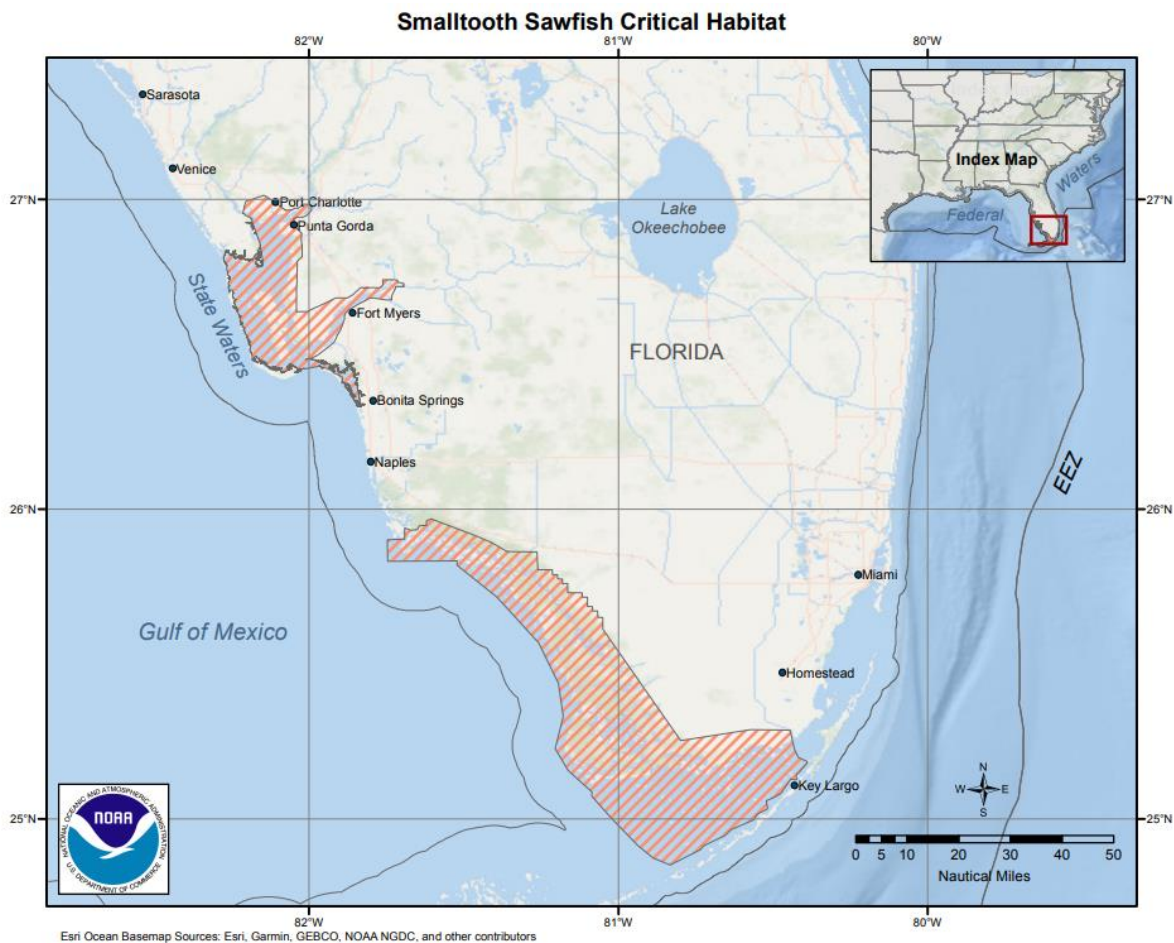 Smalltooth Sawfish Critical Habitat
82°W
81°W
80°W
Sarasota
Venice
27°N
27°N
Port Charlotte
Punta Gorda
Lake
Okeechobee
Index Map
Federal
Waters
State Waters
Fort Myers
FLORIDA
Bonita Springs
Naples
EEZ
26°N
26°N
Miami
Gulf of Mexico
Homestead
Key Largo
N
W
E
S
25°N
25°N
NATIONAL OCEANIC AND ATMOSPHERIC ADMINISTRATION
NOAA
U.S. DEPARTMENT OF COMMERCE
0 5 10 20 30 40 50
Nautical Miles
82°W
81°W
80°W
Esri Ocean Basemap Sources: Esri, Garmin, GEBCO, NOAA NGDC, and other contributors